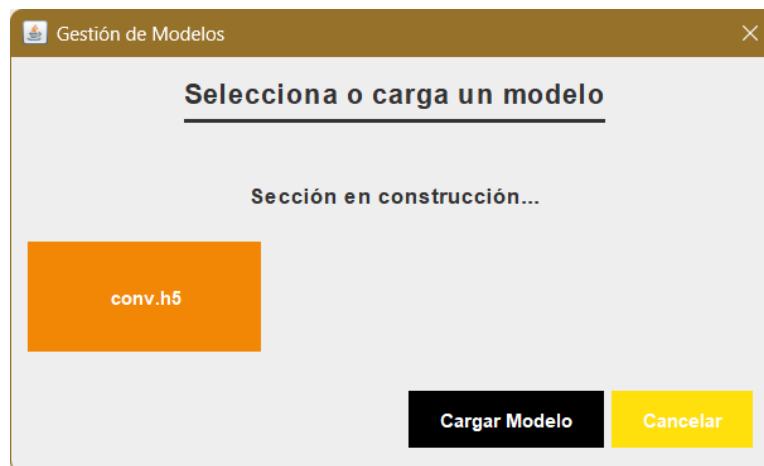 Gestión de Modelos
Selecciona o carga un modelo
Sección en construcción...
conv.h5
Cargar Modelo
Cancelar